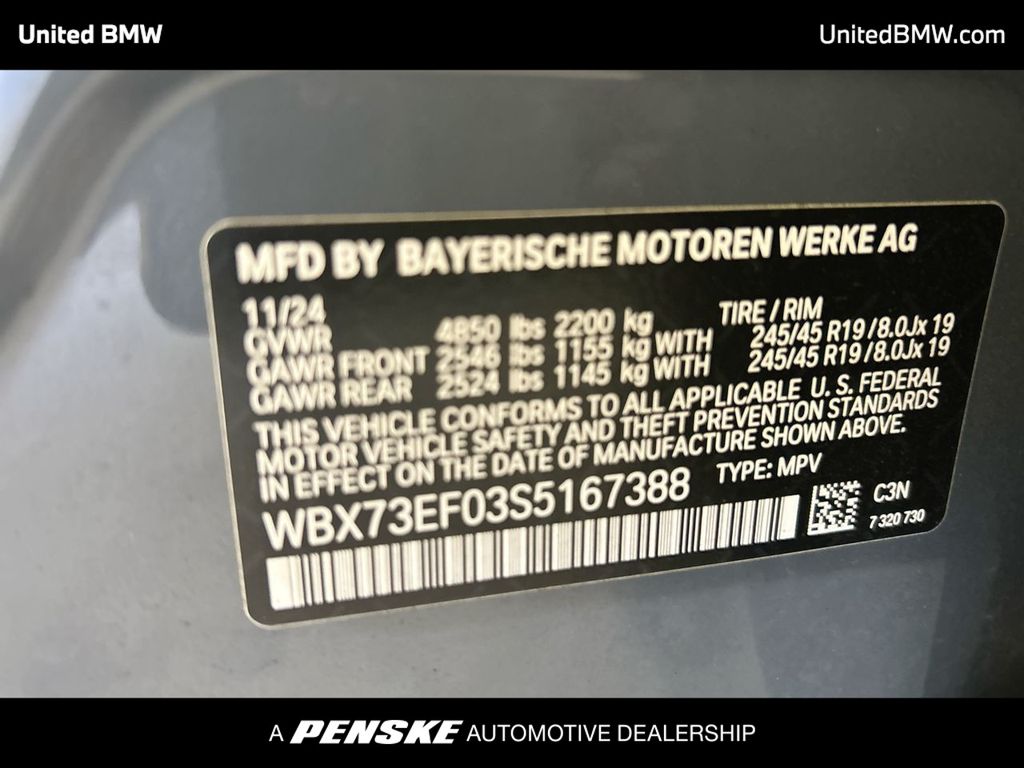 United BMW
UnitedBMW.com
MFD BY BAYERISCHE MOTOREN WERKE AG
11/24
TIRE / RIM
GVWR 4850 lbs 2200 kg
GAWR FRONT 2546 lbs 1155 kg WITH 245/45 R19 / 8.0Jx 19
GAWR REAR 2524 lbs 1145 kg WITH 245/45 R19 / 8.0Jx 19
THIS VEHICLE CONFORMS TO ALL APPLICABLE U. S. FEDERAL
MOTOR VEHICLE SAFETY AND THEFT PREVENTION STANDARDS
IN EFFECT ON THE DATE OF MANUFACTURE SHOWN ABOVE.
WBX73EF03S5167388 TYPE: MPV
C3N
7 320 730
A PENSKE AUTOMOTIVE DEALERSHIP